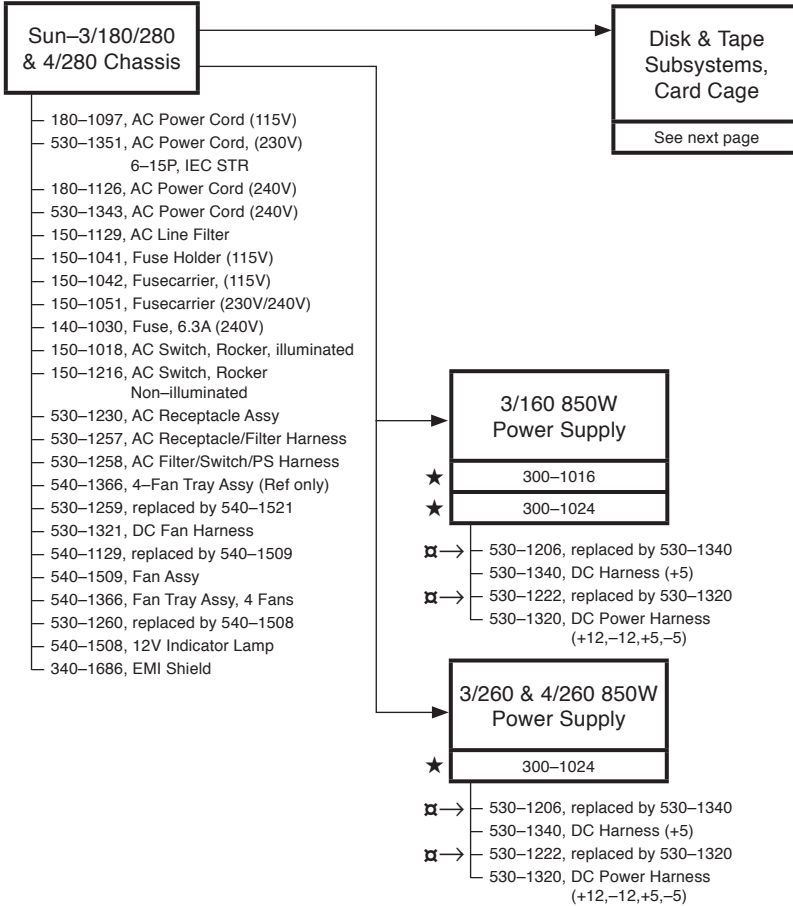 Sun–3/180/280
& 4/280 Chassis
Disk & Tape
Subsystems,
Card Cage
See next page
180–1097, AC Power Cord (115V)
530–1351, AC Power Cord, (230V)
6–15P, IEC STR
180–1126, AC Power Cord (240V)
530–1343, AC Power Cord (240V)
150–1129, AC Line Filter
150–1041, Fuse Holder (115V)
150–1042, Fusecarrier, (115V)
150–1051, Fusecarrier (230V/240V)
140–1030, Fuse, 6.3A (240V)
150–1018, AC Switch, Rocker, illuminated
150–1216, AC Switch, Rocker
Non–illuminated
530–1230, AC Receptacle Assy
530–1257, AC Receptacle/Filter Harness
530–1258, AC Filter/Switch/PS Harness
540–1366, 4–Fan Tray Assy (Ref only)
530–1259, replaced by 540–1521
530–1321, DC Fan Harness
540–1129, replaced by 540–1509
540–1509, Fan Assy
540–1366, Fan Tray Assy, 4 Fans
530–1260, replaced by 540–1508
540–1508, 12V Indicator Lamp
340–1686, EMI Shield
3/160 850W
Power Supply
★ 300–1016
★ 300–1024
¤→ 530–1206, replaced by 530–1340
530–1340, DC Harness (+5)
¤→ 530–1222, replaced by 530–1320
530–1320, DC Power Harness
(+12,–12,+5,–5)
3/260 & 4/260 850W
Power Supply
★ 300–1024
¤→ 530–1206, replaced by 530–1340
530–1340, DC Harness (+5)
¤→ 530–1222, replaced by 530–1320
530–1320, DC Power Harness
(+12,–12,+5,–5)